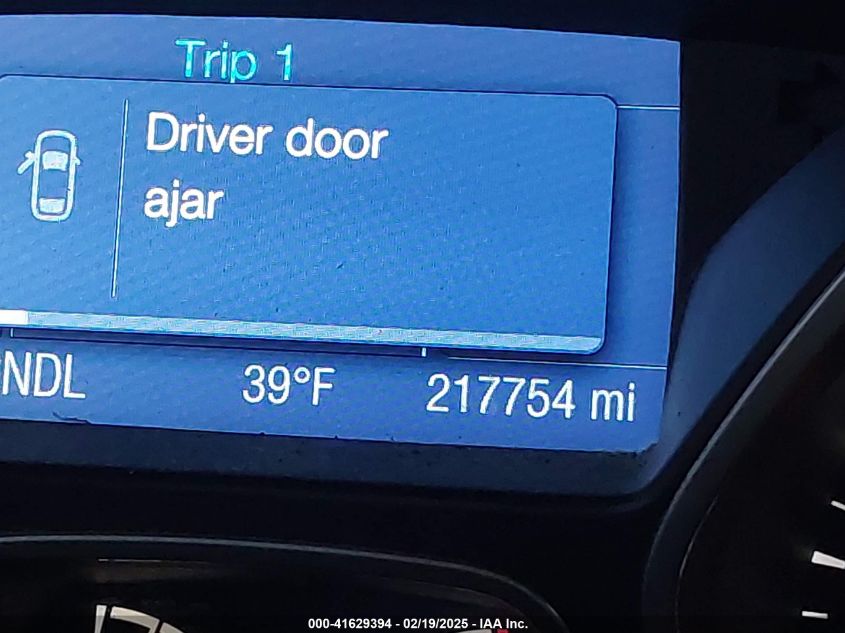 Trip 1
Driver door
ajar
NDL 39°F 217754 mi
000-41629394 - 02/19/2025 - IAA Inc.